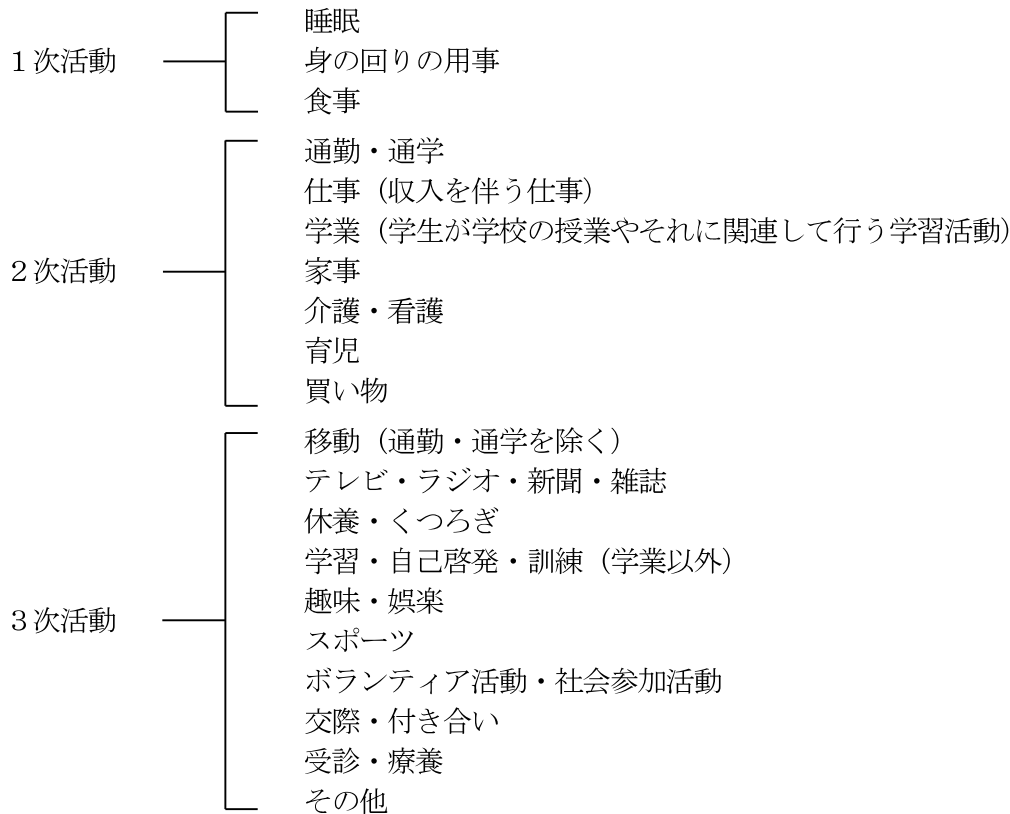 １次活動
睡眠
身の回りの用事
食事
２次活動
通勤・通学
仕事（収入を伴う仕事）
学業（学生が学校の授業やそれに関連して行う学習活動）
家事
介護・看護
育児
買い物
３次活動
移動（通勤・通学を除く）
テレビ・ラジオ・新聞・雑誌
休養・くつろぎ
学習・自己啓発・訓練（学業以外）
趣味・娯楽
スポーツ
ボランティア活動・社会参加活動
交際・付き合い
受診・療養
その他